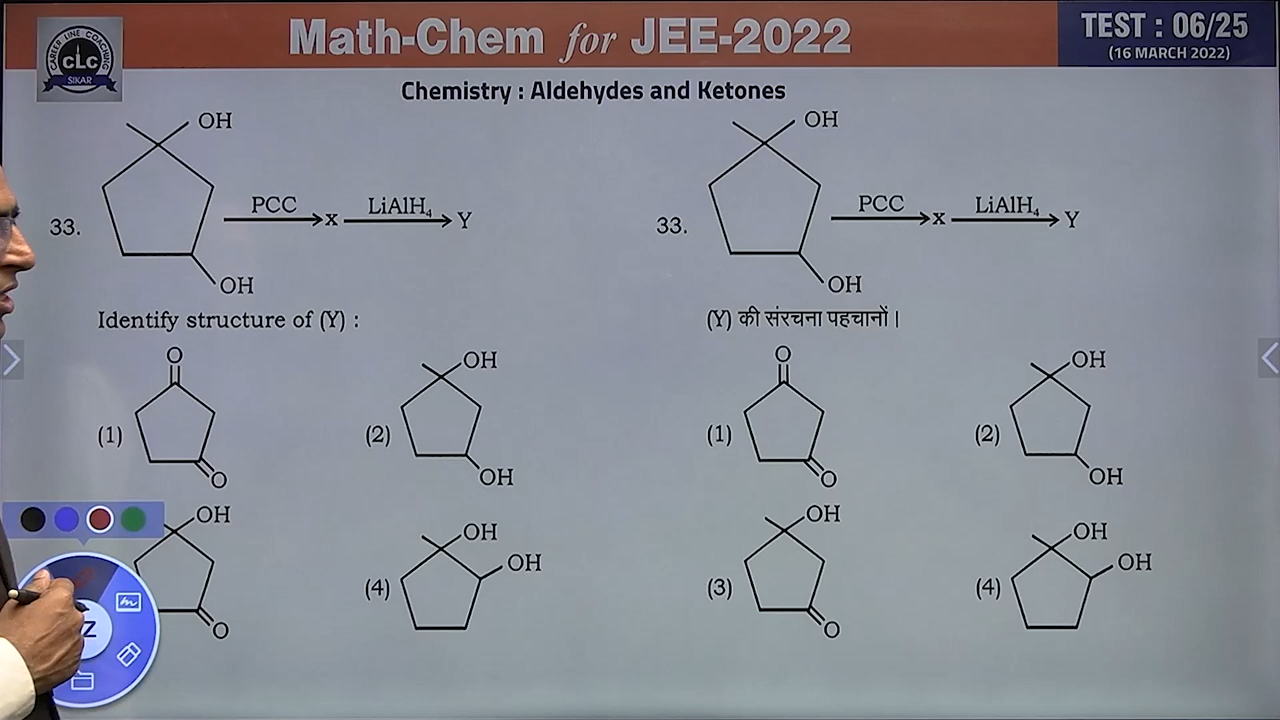 CAREER LINE COACHING
cLc
SIKAR
Math-Chem for JEE-2022
TEST : 06/25
(16 MARCH 2022)
Chemistry : Aldehydes and Ketones
33.
OH
OH
PCC
x
LiAlH₄
Y
Identify structure of (Y) :
(1)
O
O
(2)
OH
OH
OH
O
(4)
OH
OH
Z
33.
OH
OH
PCC
x
LiAlH₄
Y
(Y) की संरचना पहचानों।
(1)
O
O
(2)
OH
OH
(3)
OH
O
(4)
OH
OH